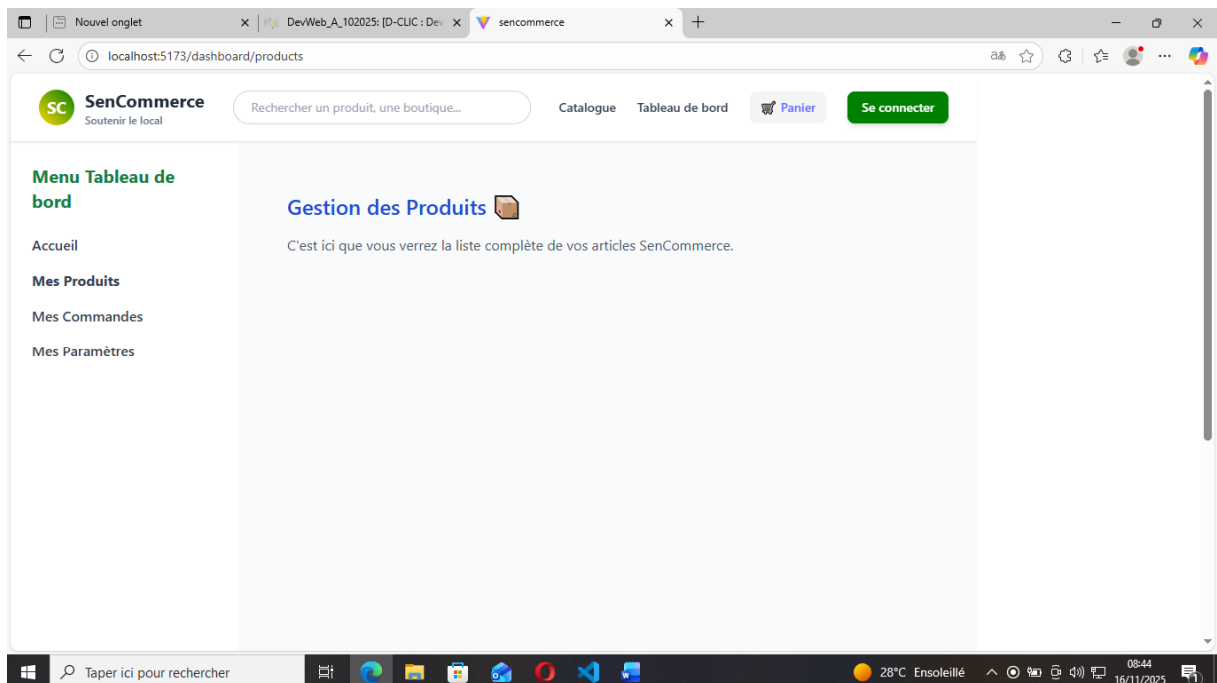 Nouvel onglet
DevWeb_A_102025: [D-CLIC : Dev
sencommerce
localhost:5173/dashboard/products
SC
SenCommerce
Soutenir le local
Rechercher un produit, une boutique...
Catalogue
Tableau de bord
Panier
Se connecter
Menu Tableau de
bord
Accueil
Mes Produits
Mes Commandes
Mes Paramètres
Gestion des Produits
C'est ici que vous verrez la liste complète de vos articles SenCommerce.
Taper ici pour rechercher
28°C Ensoleillé
08:44
16/11/2025